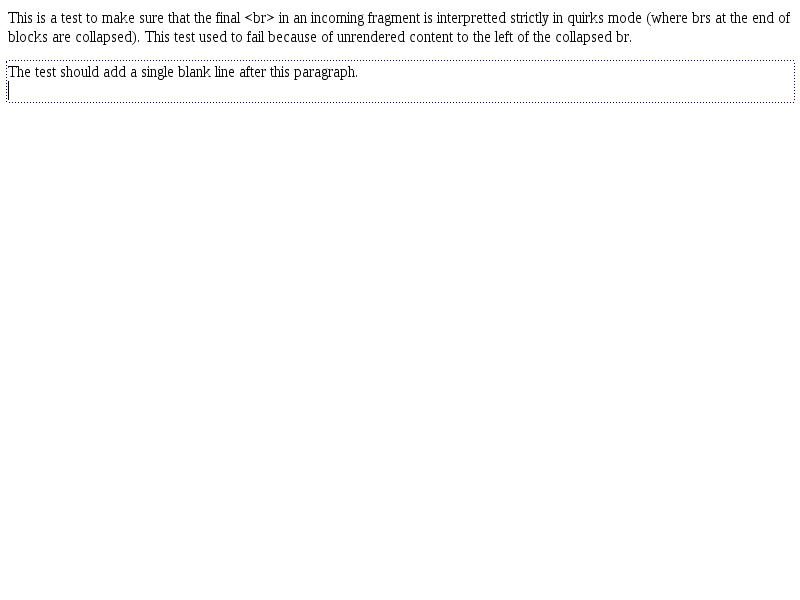 This is a test to make sure that the final <br> in an incoming fragment is interpretted strictly in quirks mode (where brs at the end of
blocks are collapsed). This test used to fail because of unrendered content to the left of the collapsed br.
The test should add a single blank line after this paragraph.